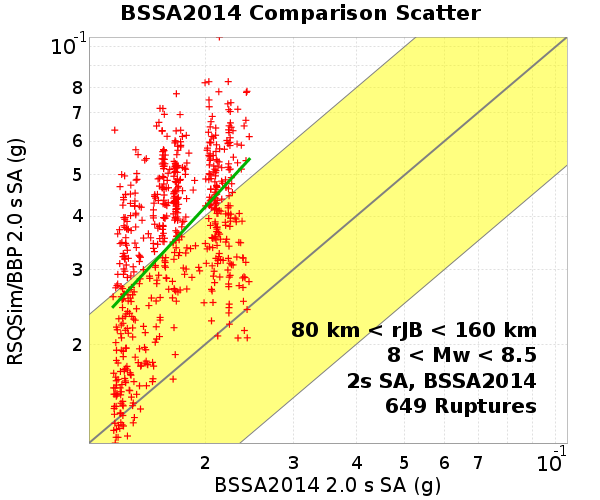 BSSA2014 Comparison Scatter
10-1
8
7
6
5
4
3
2
RSQSim/BBP 2.0 s SA (g)
80 km < rJB < 160 km
8 < Mw < 8.5
2s SA, BSSA2014
649 Ruptures
2 3 4 5 6 7 10-1
BSSA2014 2.0 s SA (g)